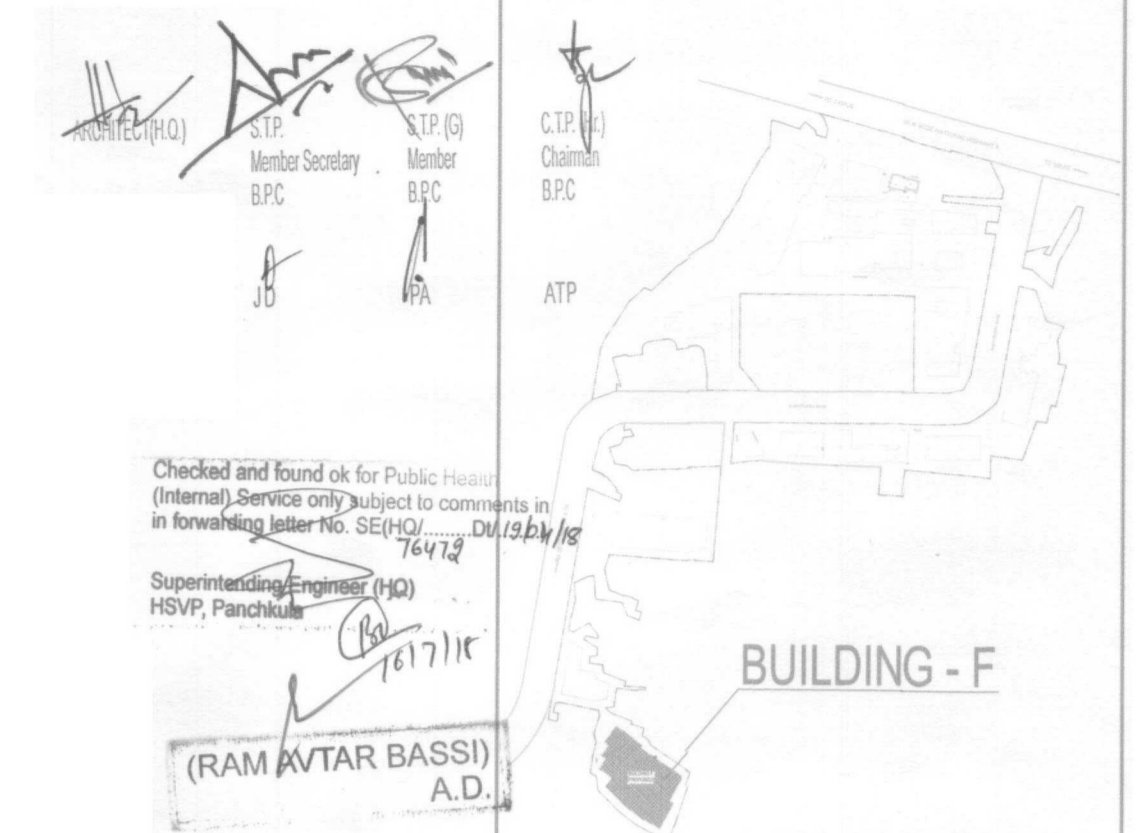 ARCHITECT(H.Q.)
S.T.P.
Member Secretary
B.P.C
S.T.P. (G)
Member
B.P.C
C.T.P. (Hr.)
Chairman
B.P.C
JD
PA
ATP
Checked and found ok for Public Health
(Internal) Service only subject to comments in
in forwarding letter No. SE(HQ/.........Dt/.19.04/18
76479
Superintending Engineer (HQ)
HSVP, Panchkula
16/7/18
(RAM AVTAR BASSI)
A.D.
BUILDING - F